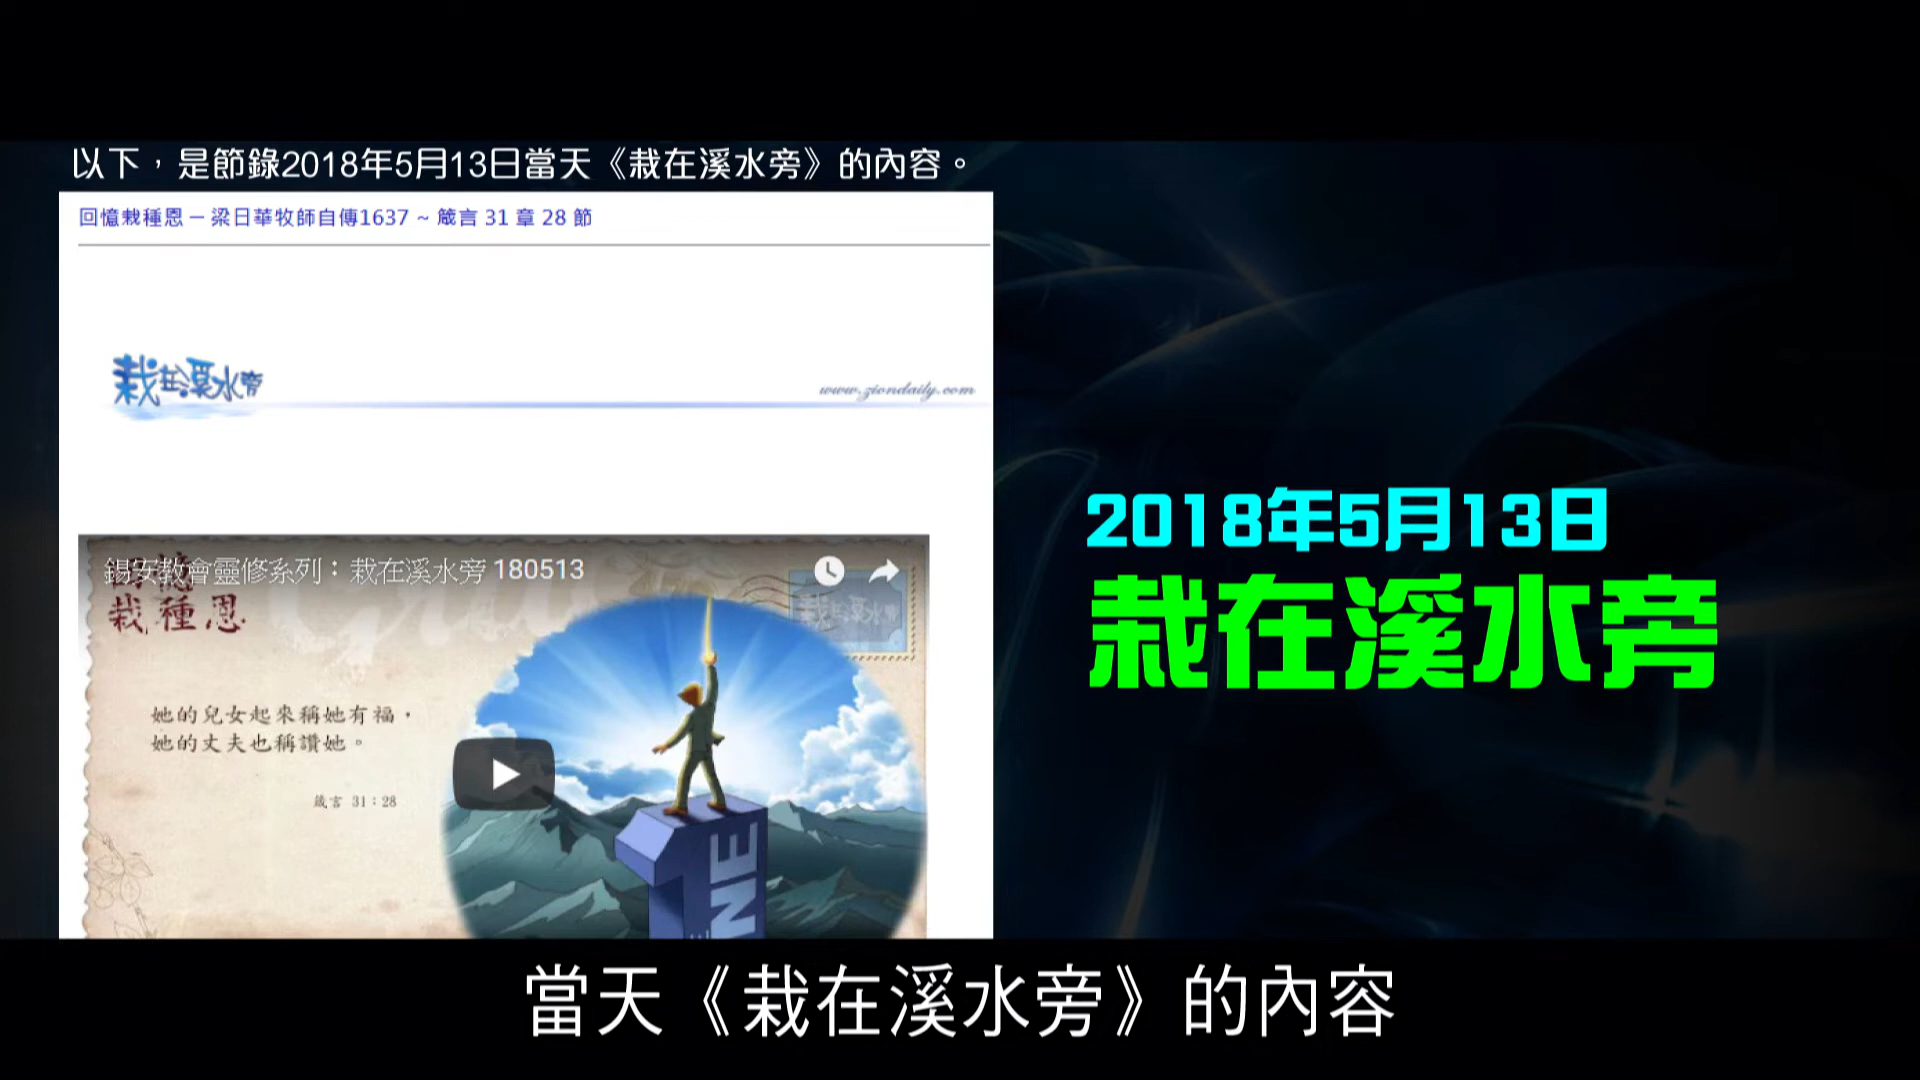 以下，是節錄2018年5月13日當天《栽在溪水旁》的內容。
回憶栽種恩 – 梁日華牧師自傳1637 ~ 箴言 31 章 28 節
栽在溪水旁
www.ziondaily.com
錫安教會靈修系列：栽在溪水旁 180513
栽種恩
栽在溪水旁
她的兒女起來稱她有福，
她的丈夫也稱讚她。
箴言 31：28
NE
2018年5月13日
栽在溪水旁
當天《栽在溪水旁》的內容